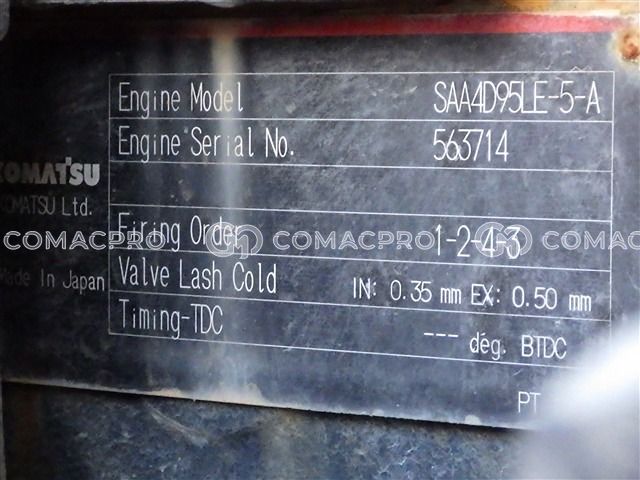 Engine Model SAA4D95LE-5-A
Engine Serial No. 563714
KOMATSU
KOMATSU Ltd.
Firing Order 1-2-4-3
COMACPRO COMACPRO COMAC
Made In Japan
Valve Lash Cold IN: 0.35 mm EX: 0.50 mm
Timing-TDC --- deg. BTDC
PT